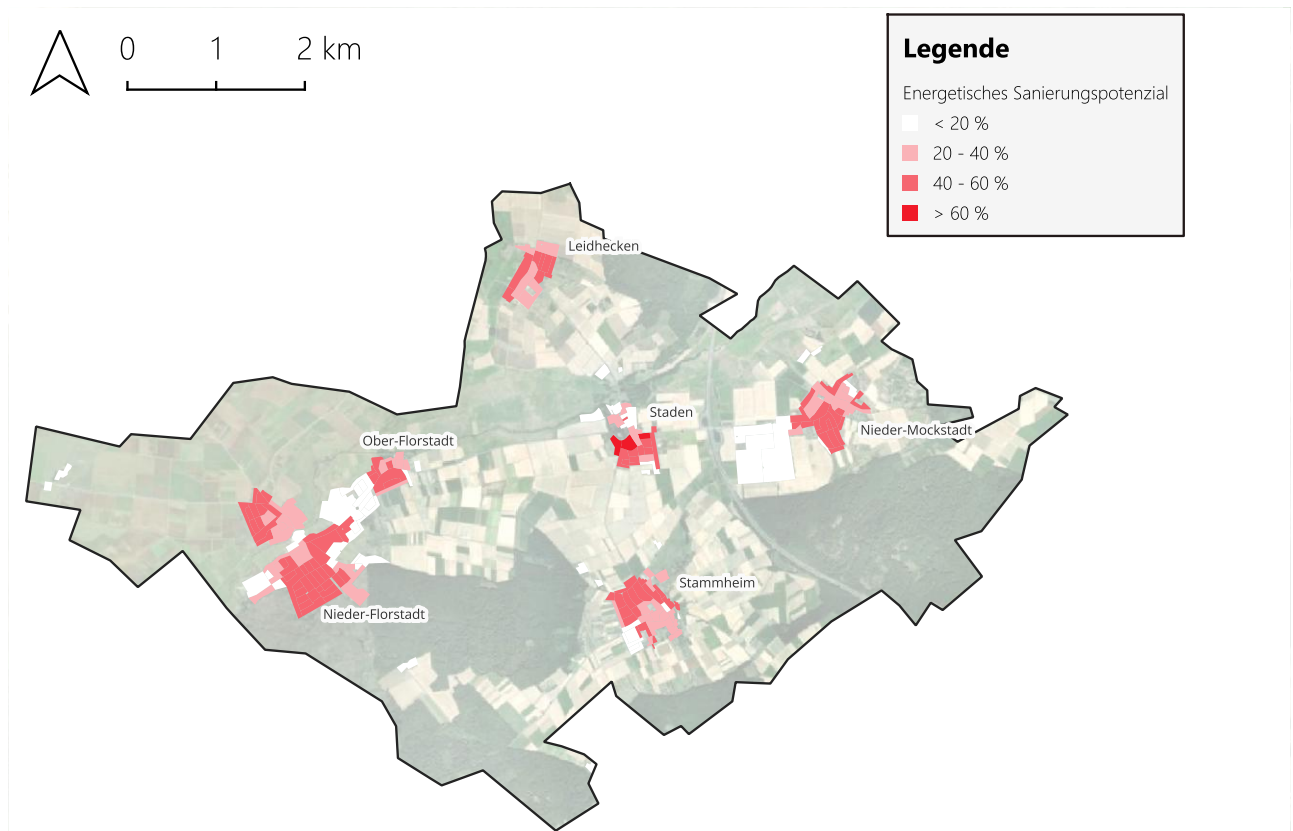 0 1 2 km
Legende
Energetisches Sanierungspotenzial
< 20 %
20 - 40 %
40 - 60 %
> 60 %
Leidhecken
Staden
Nieder-Mockstadt
Ober-Florstadt
Stammheim
Nieder-Florstadt